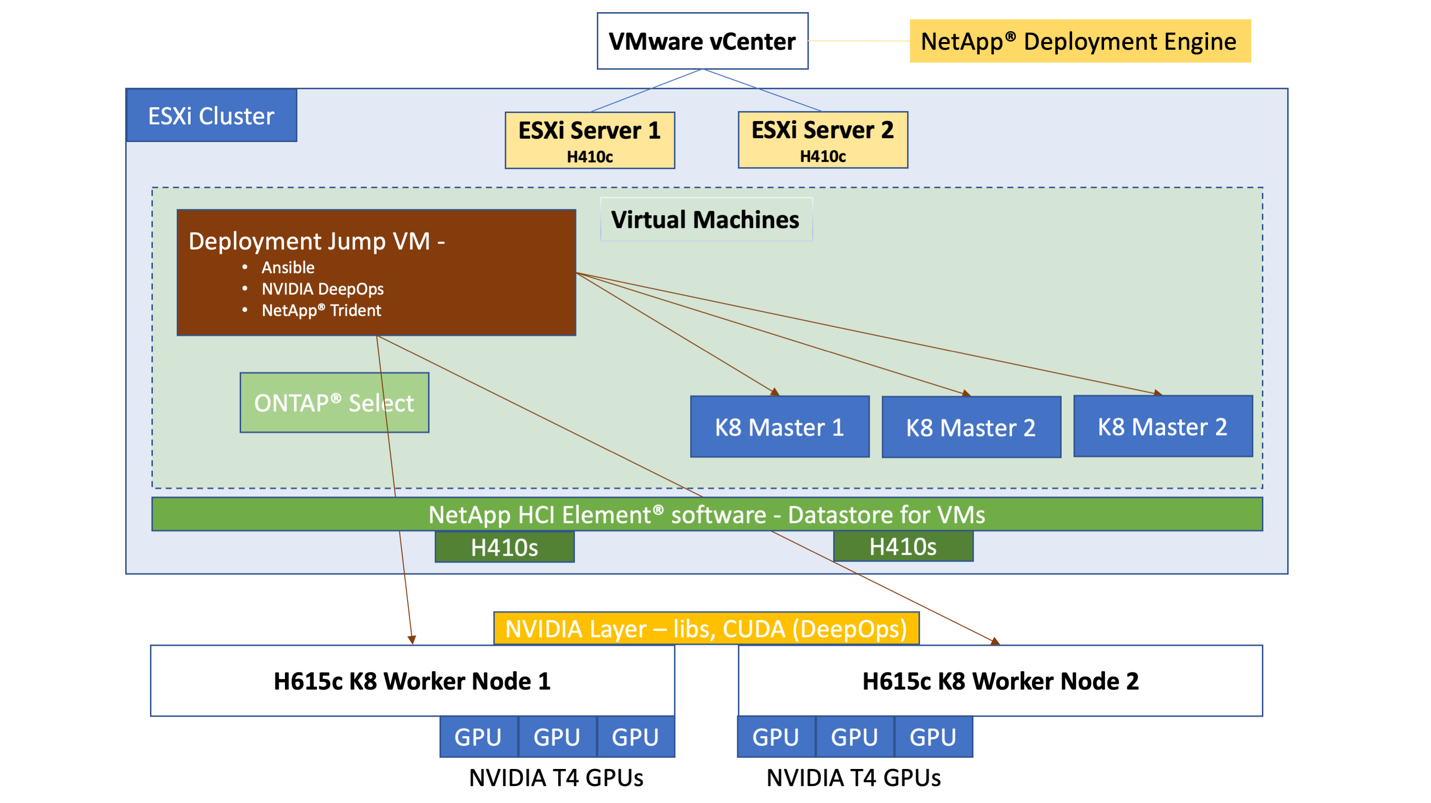 VMware vCenter
NetApp® Deployment Engine
ESXi Cluster
ESXi Server 1
H410c
ESXi Server 2
H410c
Virtual Machines
Deployment Jump VM -
• Ansible
• NVIDIA DeepOps
• NetApp® Trident
ONTAP® Select
K8 Master 1
K8 Master 2
K8 Master 2
NetApp HCI Element® software - Datastore for VMs
H410s
H410s
NVIDIA Layer – libs, CUDA (DeepOps)
H615c K8 Worker Node 1
H615c K8 Worker Node 2
GPU
GPU
GPU
GPU
GPU
GPU
NVIDIA T4 GPUs
NVIDIA T4 GPUs